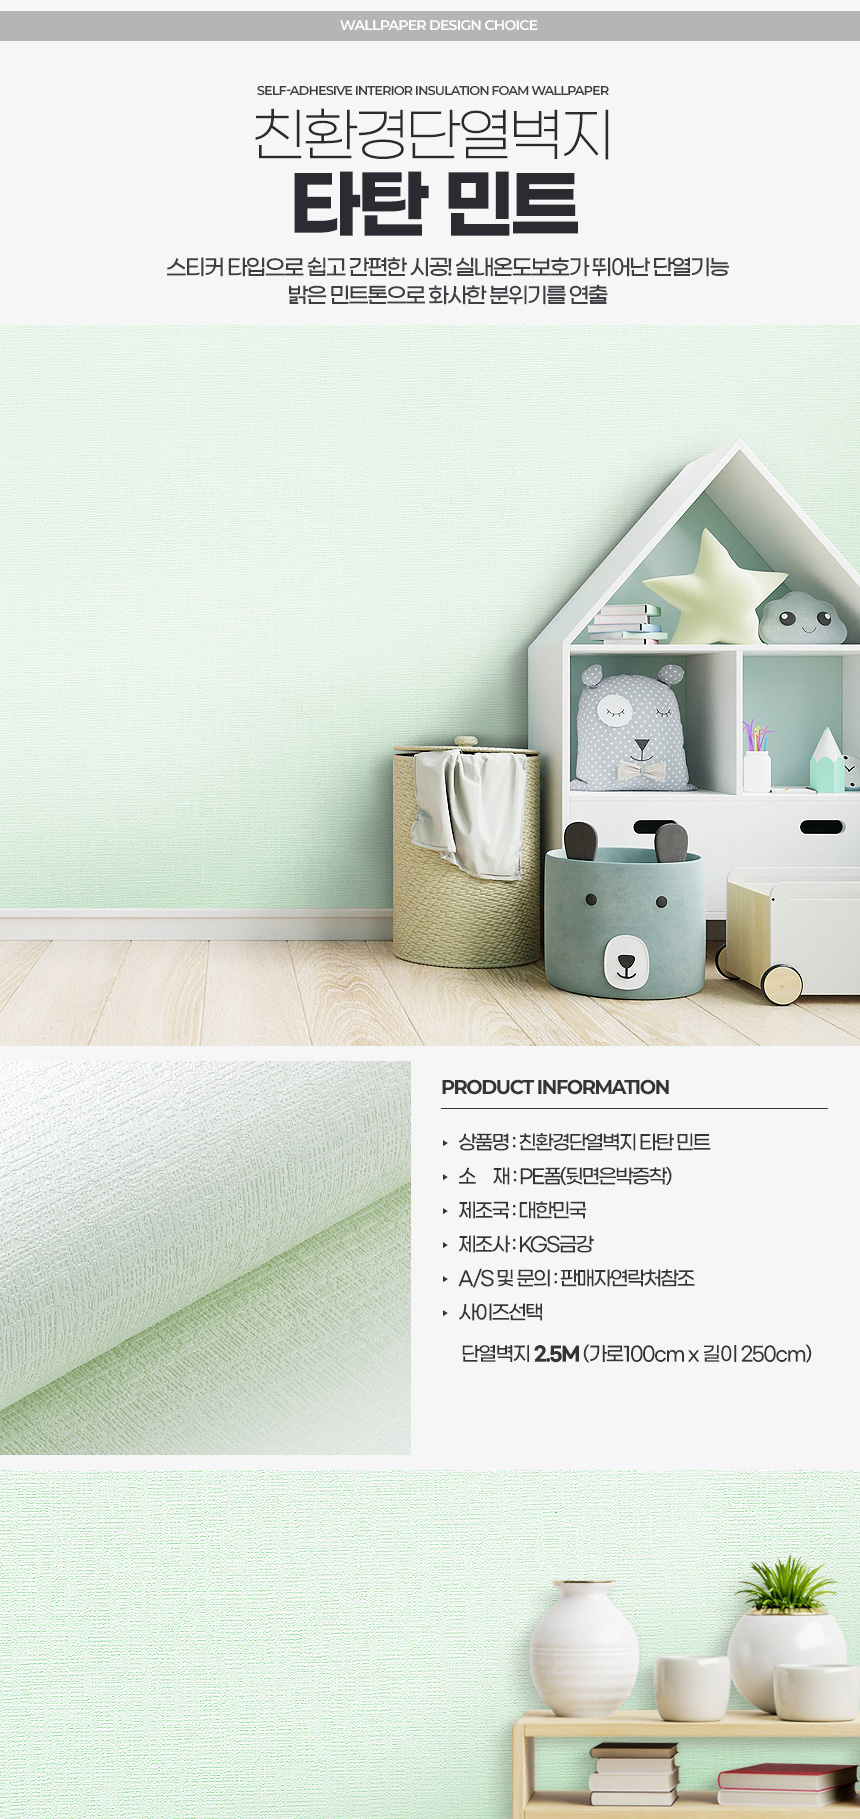 WALLPAPER DESIGN CHOICE
SELF-ADHESIVE INTERIOR INSULATION FOAM WALLPAPER
친환경단열벽지
타탄 민트
스티커 타입으로 쉽고 간편한 시공! 실내온도보호가 뛰어난 단열기능
밝은 민트톤으로 화사한 분위기를 연출
PRODUCT INFORMATION
상품명 : 친환경단열벽지 타탄 민트
소 재 : PE폼(뒷면은박증착)
제조국 : 대한민국
제조사 : KGS금강
A/S 및 문의 : 판매자연락처참조
사이즈선택
단열벽지 2.5M (가로100cm x 길이 250cm)